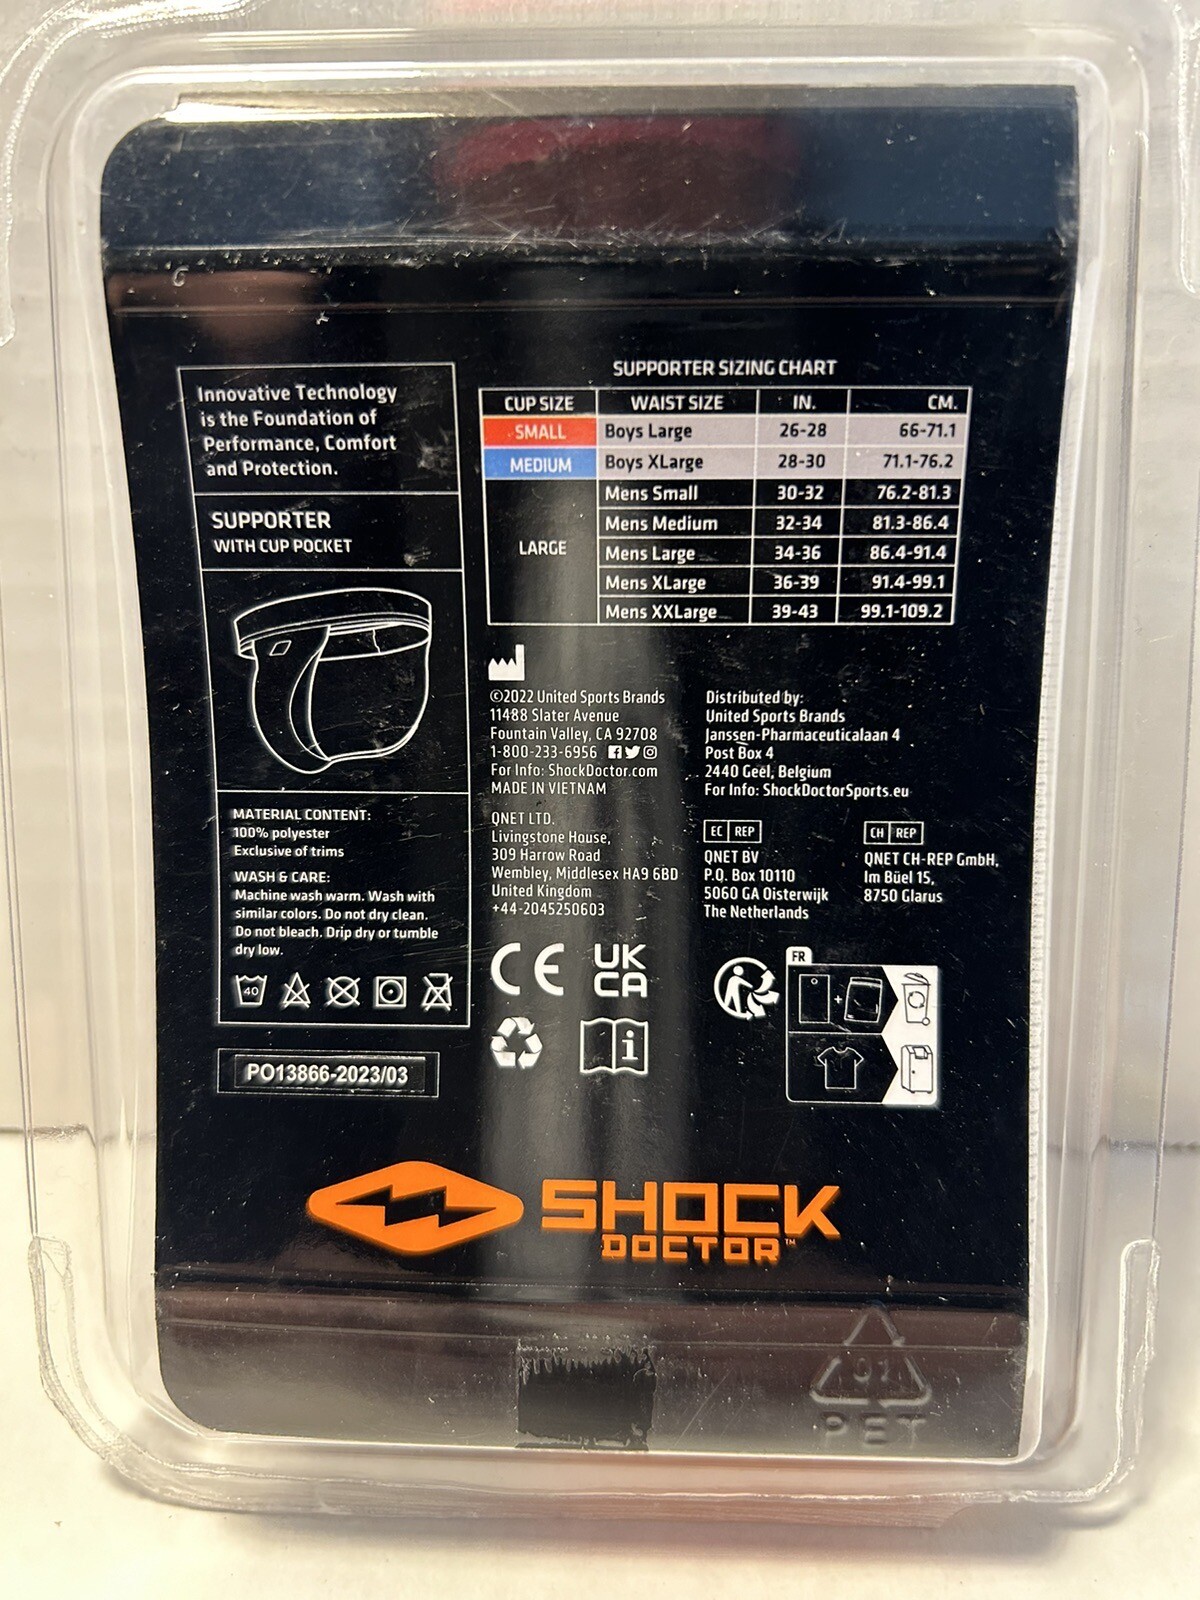 Innovative Technology
is the Foundation of
Performance, Comfort
and Protection.
SUPPORTER
WITH CUP POCKET
MATERIAL CONTENT:
100% polyester
Exclusive of trims
WASH & CARE:
Machine wash warm. Wash with
similar colors. Do not dry clean.
Do not bleach. Drip dry or tumble
dry low.
40
PO13866-2023/03
SUPPORTER SIZING CHART
CUP SIZE WAIST SIZE IN. CM.
SMALL Boys Large 26-28 66-71.1
MEDIUM Boys XLarge 28-30 71.1-76.2
LARGE
Mens Small 30-32 76.2-81.3
Mens Medium 32-34 81.3-86.4
Mens Large 34-36 86.4-91.4
Mens XLarge 36-39 91.4-99.1
Mens XXLarge 39-43 99.1-109.2
©2022 United Sports Brands
11488 Slater Avenue
Fountain Valley, CA 92708
1-800-233-6956
For Info: ShockDoctor.com
MADE IN VIETNAM
QNET LTD.
Livingstone House,
309 Harrow Road
Wembley, Middlesex HA9 6BD
United Kingdom
+44-2045250603
Distributed by:
United Sports Brands
Janssen-Pharmaceuticalaan 4
Post Box 4
2440 Geel, Belgium
For Info: ShockDoctorSports.eu
EC REP
QNET BV
P.Q. Box 10110
5060 GA Oisterwijk
The Netherlands
CH REP
QNET CH-REP GmbH,
Im Büel 15,
8750 Glarus
CE
UK
CA
FR
SHOCK
DOCTOR™
01
PET